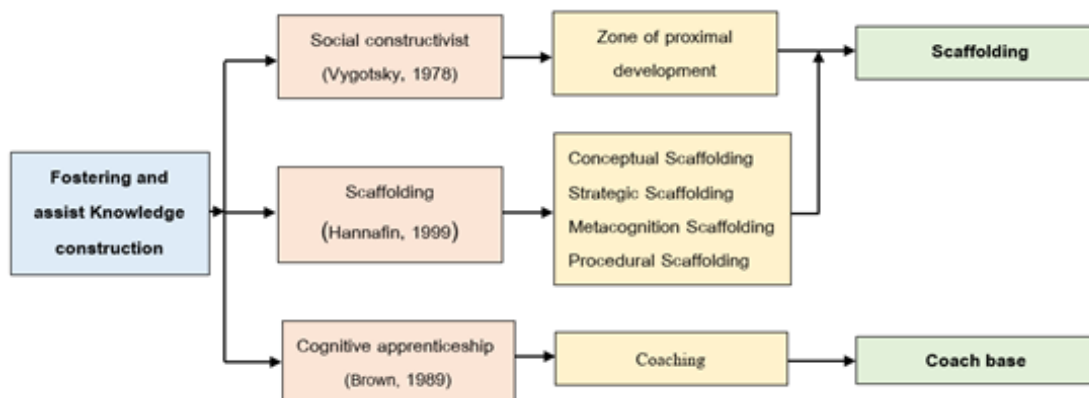 Fostering and
assist Knowledge
construction
Social constructivist
(Vygotsky, 1978)
Zone of proximal
development
Scaffolding
Scaffolding
(Hannafin, 1999)
Conceptual Scaffolding
Strategic Scaffolding
Metacognition Scaffolding
Procedural Scaffolding
Cognitive apprenticeship
(Brown, 1989)
Coaching
Coach base